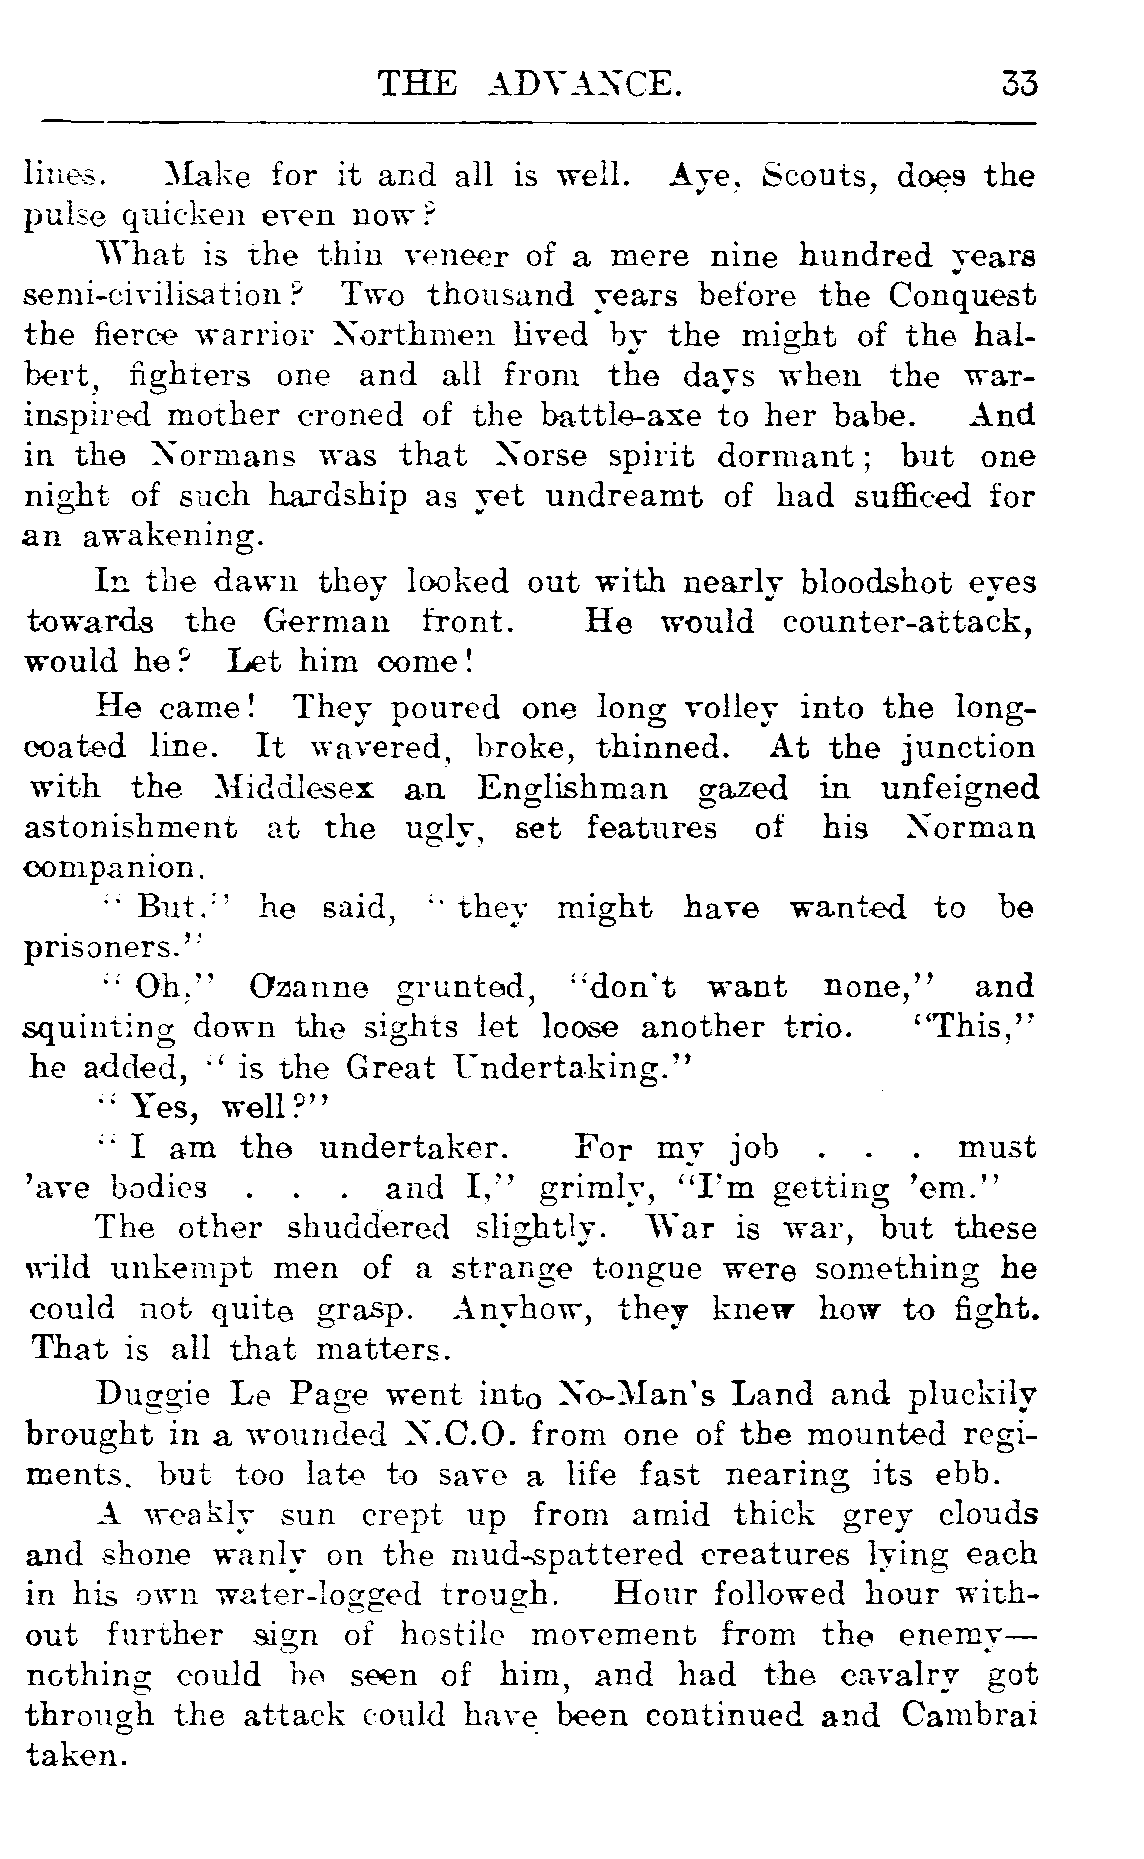 THE ADVANCE. 33
lines. Make for it and all is well. Aye, Scouts, does the
pulse quicken even now?
What is the thin veneer of a mere nine hundred years
semi-civilisation? Two thousand years before the Conquest
the fierce warrior Northmen lived by the might of the hal-
bert, fighters one and all from the days when the war-
inspired mother croned of the battle-axe to her babe. And
in the Normans was that Norse spirit dormant; but one
night of such hardship as yet undreamt of had sufficed for
an awakening.
In the dawn they looked out with nearly bloodshot eyes
towards the German front. He would counter-attack,
would he? Let him come!
He came! They poured one long volley into the long-
coated line. It wavered, broke, thinned. At the junction
with the Middlesex an Englishman gazed in unfeigned
astonishment at the ugly, set features of his Norman
companion.
" But," he said, " they might have wanted to be
prisoners."
" Oh," Ozanne grunted, "don't want none," and
squinting down the sights let loose another trio. "This,"
he added, " is the Great Undertaking."
" Yes, well?"
" I am the undertaker. For my job . . . must
'ave bodies . . . and I," grimly, "I'm getting 'em."
The other shuddered slightly. War is war, but these
wild unkempt men of a strange tongue were something he
could not quite grasp. Anyhow, they knew how to fight.
That is all that matters.
Duggie Le Page went into No-Man's Land and pluckily
brought in a wounded N.C.O. from one of the mounted regi-
ments, but too late to save a life fast nearing its ebb.
A weakly sun crept up from amid thick grey clouds
and shone wanly on the mud-spattered creatures lying each
in his own water-logged trough. Hour followed hour with-
out further sign of hostile movement from the enemy—
nothing could be seen of him, and had the cavalry got
through the attack could have been continued and Cambrai
taken.